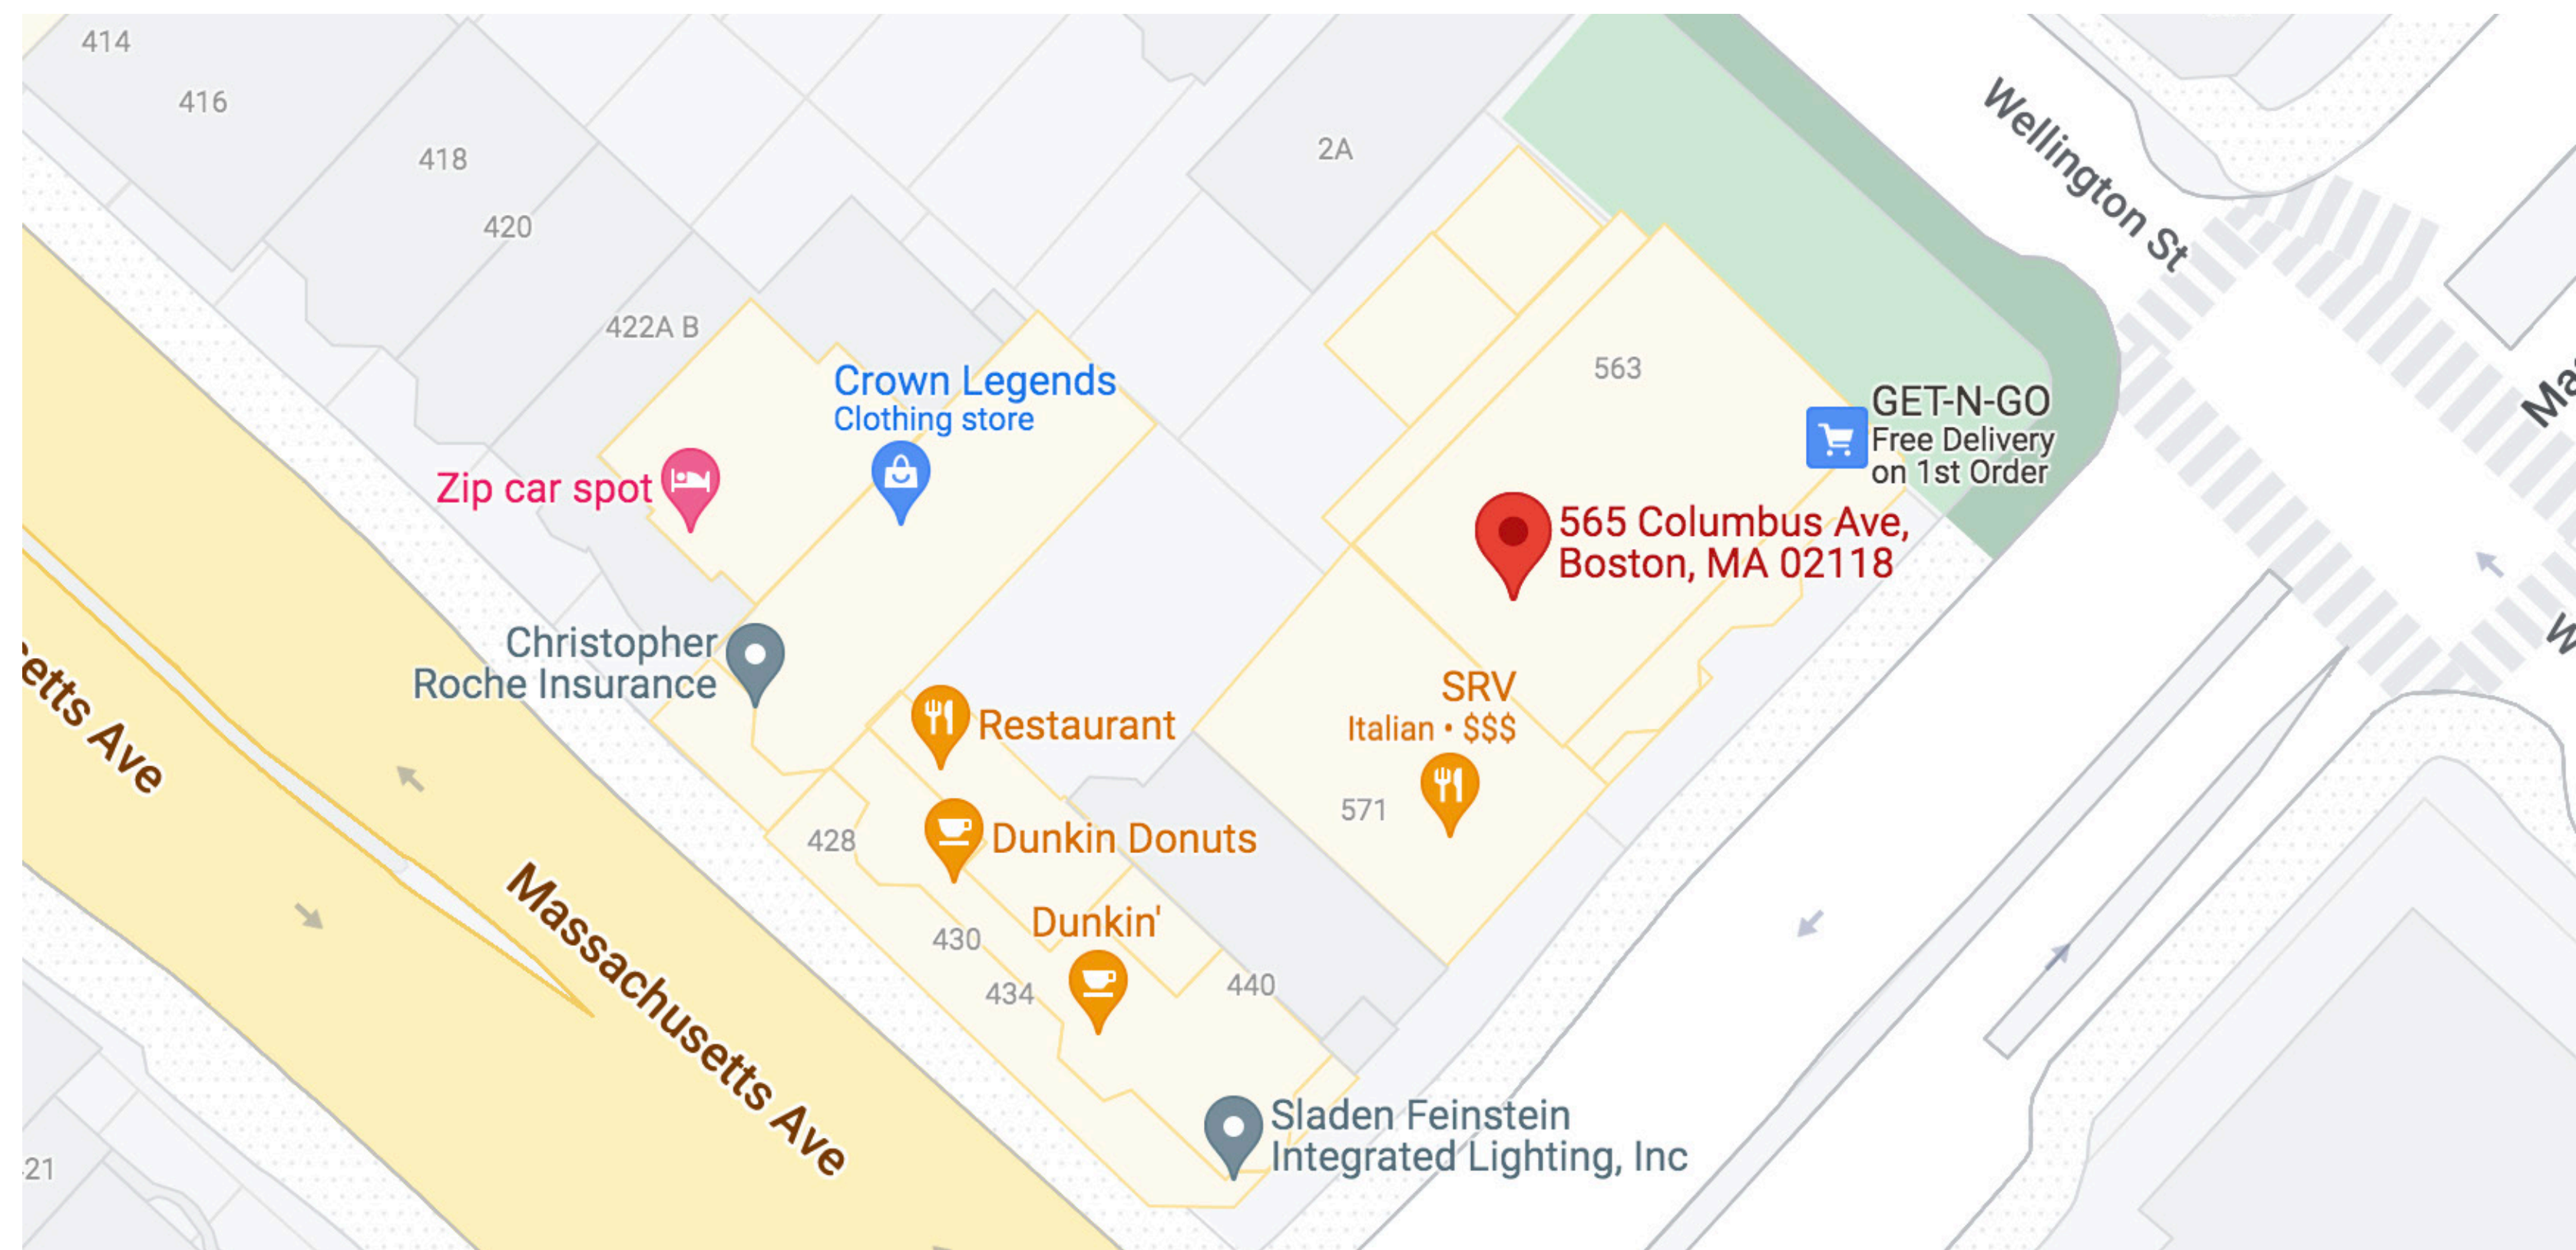 414
416
418
2A
420
Wellington St
422A B
563
Crown Legends
Clothing store
GET-N-GO
Free Delivery
on 1st Order
Zip car spot
565 Columbus Ave,
Boston, MA 02118
Christopher
Roche Insurance
SRV
Italian • $$$
Restaurant
571
428
Dunkin Donuts
Dunkin'
430
434
440
Massachusetts Ave
Sladen Feinstein
Integrated Lighting, Inc
setts Ave
21
Ma
W